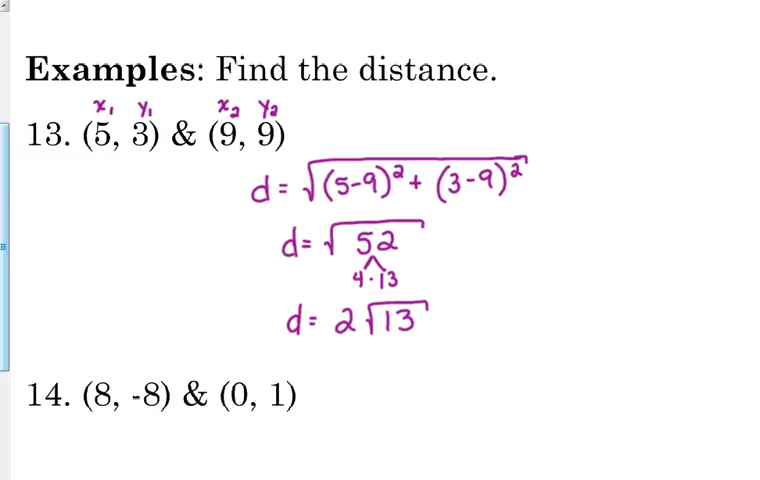 Examples: Find the distance.
x₁ y₁ x₂ y₂
13. (5, 3) & (9, 9)
d = √((5-9)² + (3-9)²)
d = √52
4 · 13
d = 2√13
14. (8, -8) & (0, 1)